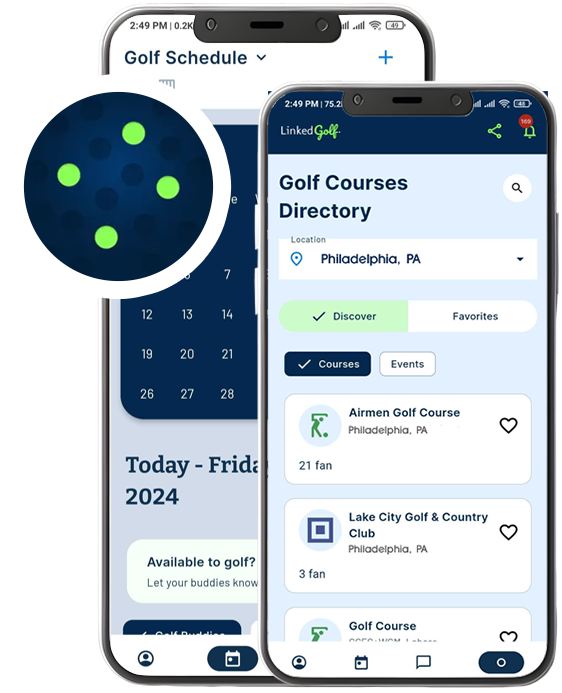 2:49 PM | 0.2K
49
Golf Schedule
+
7
12 13 14
19 20 21
26 27 28
Today - Frida
2024
Available to golf?
Let your buddies know
Golf Buddies
2:49 PM | 75.2
48
LinkedGolf
169
Golf Courses
Directory
Location
Philadelphia, PA
Discover
Favorites
Courses
Events
Airmen Golf Course
Philadelphia, PA
21 fan
Lake City Golf & Country
Club
Philadelphia, PA
3 fan
Golf Course